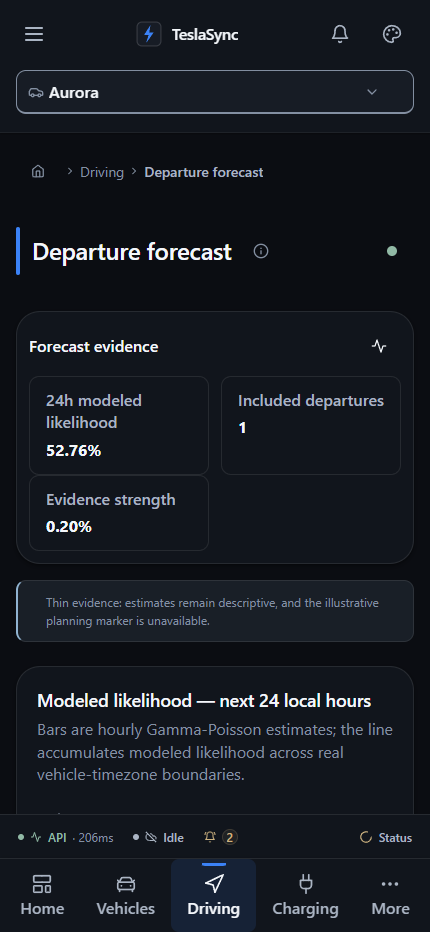 TeslaSync
Aurora
Driving
Departure forecast
Departure forecast
Forecast evidence
24h modeled
likelihood
52.76%
Included departures
1
Evidence strength
0.20%
Thin evidence: estimates remain descriptive, and the illustrative
planning marker is unavailable.
Modeled likelihood — next 24 local hours
Bars are hourly Gamma-Poisson estimates; the line
accumulates modeled likelihood across real
vehicle-timezone boundaries.
API · 206ms
Idle
2
Status
Home
Vehicles
Driving
Charging
More